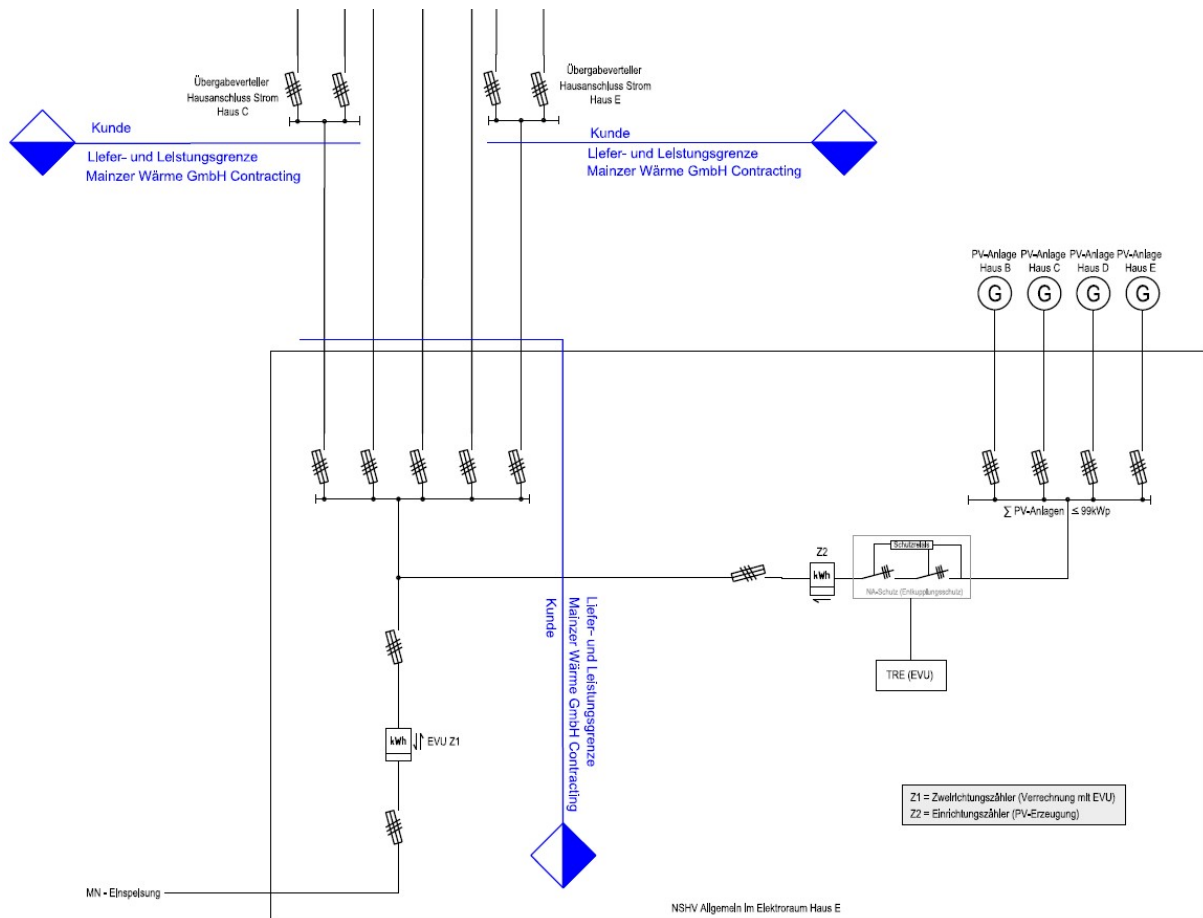 Übergabeverteiler
Hausanschluss Strom
Haus C
Übergabeverteiler
Hausanschluss Strom
Haus E
Kunde
Liefer- und Leistungsgrenze
Mainzer Wärme GmbH Contracting
Kunde
Liefer- und Leistungsgrenze
Mainzer Wärme GmbH Contracting
PV-Anlage
Haus B
PV-Anlage
Haus C
PV-Anlage
Haus D
PV-Anlage
Haus E
G
G
G
G
∑ PV-Anlagen ≤ 99kWp
Z2
kWh
Schutzrelais
NA-Schutz (Entkupplungsschutz)
TRE (EVU)
Liefer- und Leistungsgrenze
Mainzer Wärme GmbH Contracting
Kunde
kWh
EVU Z1
Z1 = Zweirichtungszähler (Verrechnung mit EVU)
Z2 = Einrichtungszähler (PV-Erzeugung)
MN - Einspeisung
NSHV Allgemein im Elektroraum Haus E